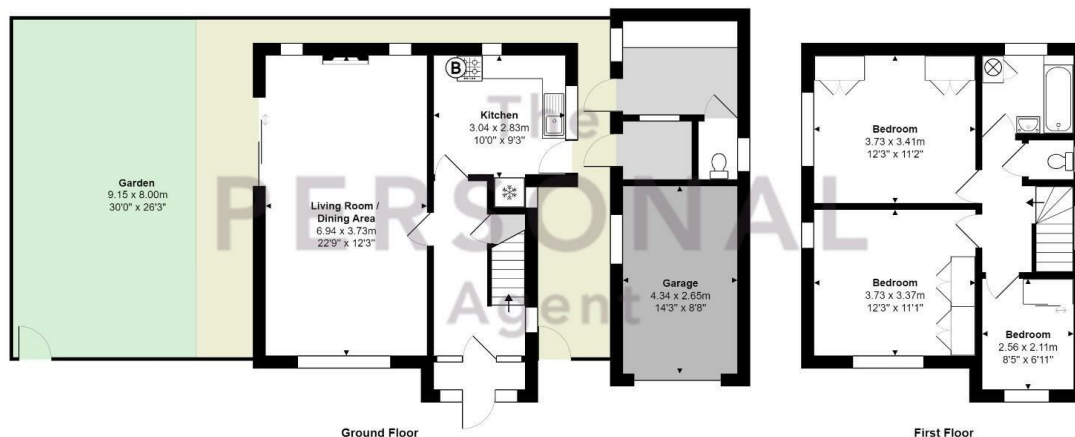 Garden
9.15 x 8.00m
30'0" x 26'3"
Living Room /
Dining Area
6.94 x 3.73m
22'9" x 12'3"
B
Kitchen
3.04 x 2.83m
10'0" x 9'3"
Garage
4.34 x 2.65m
14'3" x 8'8"
Ground Floor
Bedroom
3.73 x 3.41m
12'3" x 11'2"
Bedroom
3.73 x 3.37m
12'3" x 11'1"
Bedroom
2.56 x 2.11m
8'5" x 6'11"
First Floor
The
PERSONAL
Agent